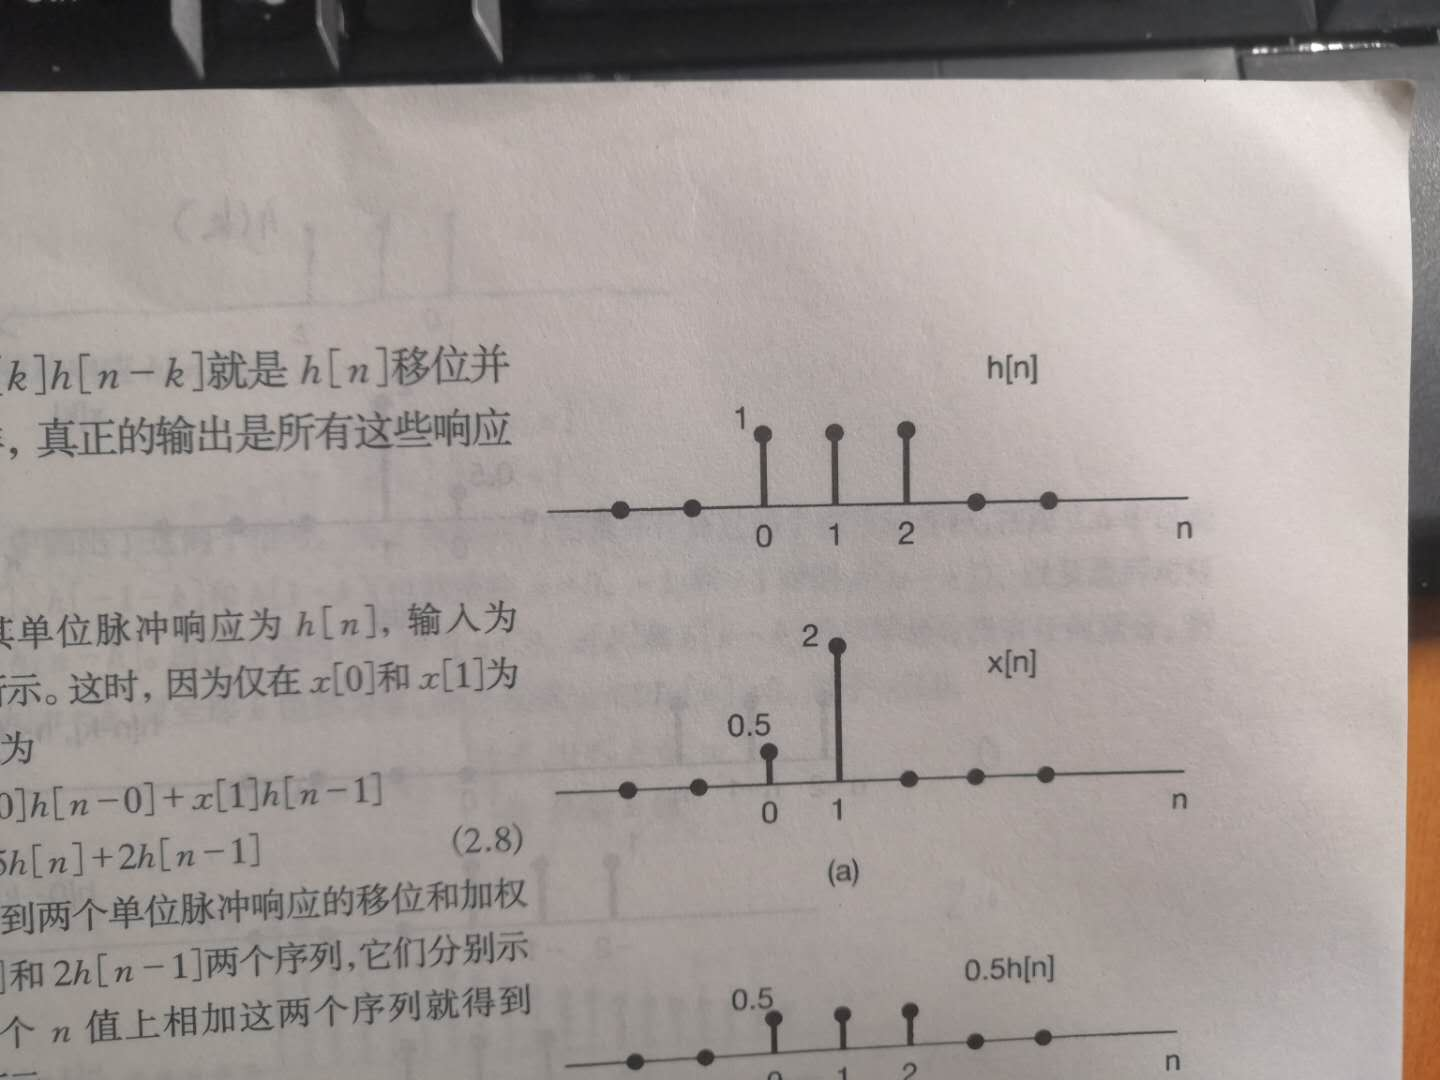 k]h[n-k]就是 h[n]移位并
，真正的输出是所有这些响应
h[n]
1
0 1 2 n
其单位脉冲响应为 h[n]，输入为
所示。这时，因为仅在 x[0]和 x[1]为
为
0]h[n-0]+x[1]h[n-1]
5h[n]+2h[n-1] (2.8)
到两个单位脉冲响应的移位和加权
]和 2h[n-1]两个序列，它们分别示
个 n 值上相加这两个序列就得到
2
x[n]
0.5
0 1 n
(a)
0.5h[n]
0.5
0 1 2 n